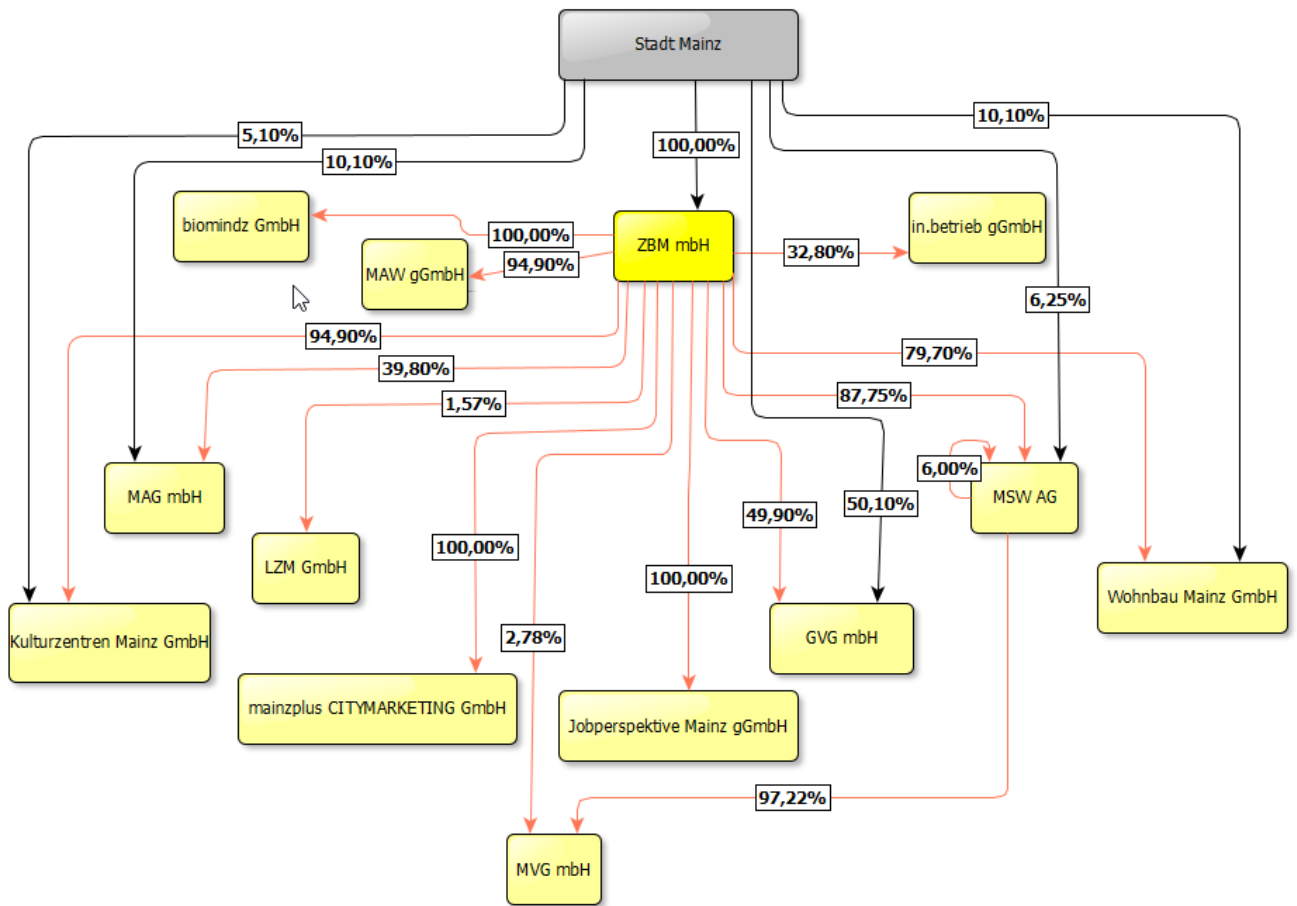 Stadt Mainz
5,10%
10,10%
10,10%
100,00%
biomindz GmbH
100,00%
ZBM mbH
32,80%
in.betrieb gGmbH
MAW gGmbH
94,90%
6,25%
94,90%
39,80%
79,70%
1,57%
87,75%
6,00%
MAG mbH
MSW AG
49,90%
50,10%
100,00%
LZM GmbH
100,00%
Wohnbau Mainz GmbH
Kulturzentren Mainz GmbH
2,78%
GVG mbH
mainzplus CITYMARKETING GmbH
Jobperspektive Mainz gGmbH
97,22%
MVG mbH